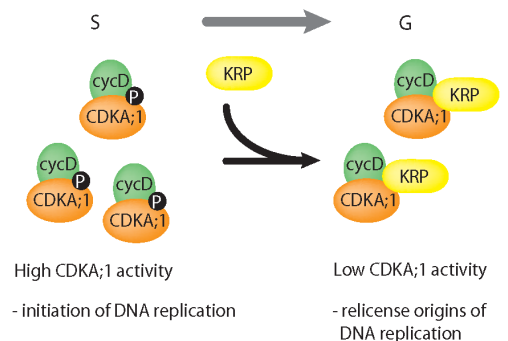 S
G
KRP
cycD
P
CDKA;1
cycD
KRP
CDKA;1
cycD
P
CDKA;1
cycD
P
CDKA;1
cycD
KRP
CDKA;1
High CDKA;1 activity
- initiation of DNA replication
Low CDKA;1 activity
- relicense origins of
DNA replication